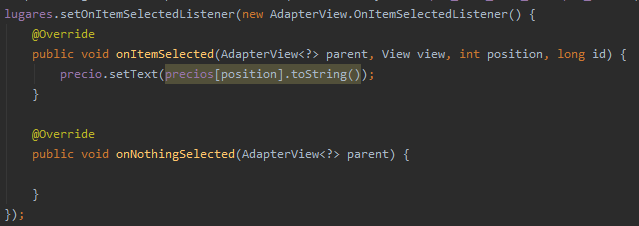 lugares.setOnItemSelectedListener(new AdapterView.OnItemSelectedListener() {
@Override
public void onItemSelected(AdapterView<?> parent, View view, int position, long id) {
precio.setText(precios[position].toString());
}
@Override
public void onNothingSelected(AdapterView<?> parent) {
}
});